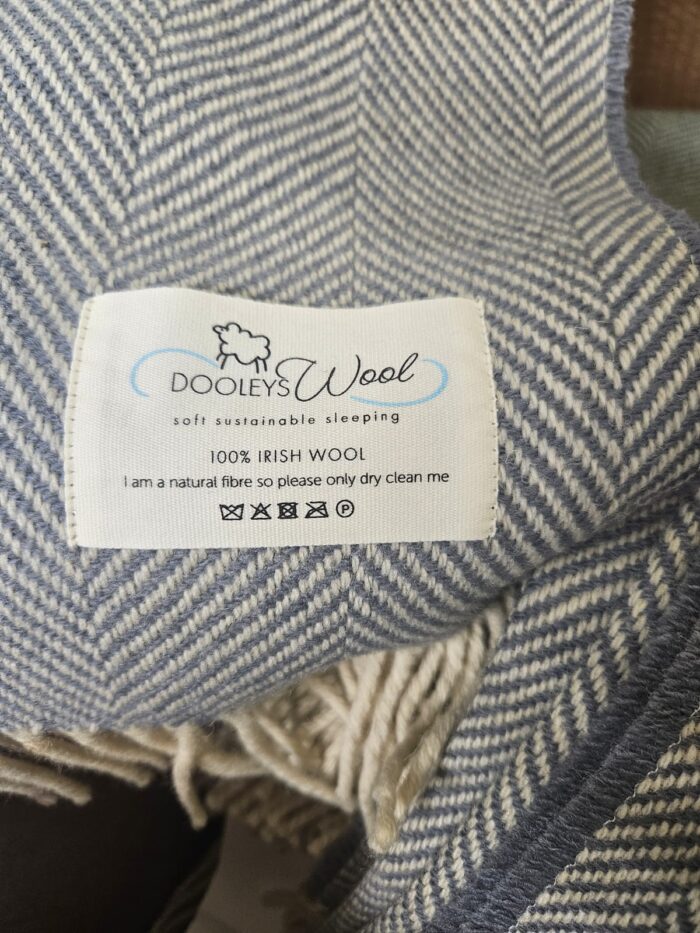 DOOLEYS Wool
soft sustainable sleeping
100% IRISH WOOL
I am a natural fibre so please only dry clean me
P